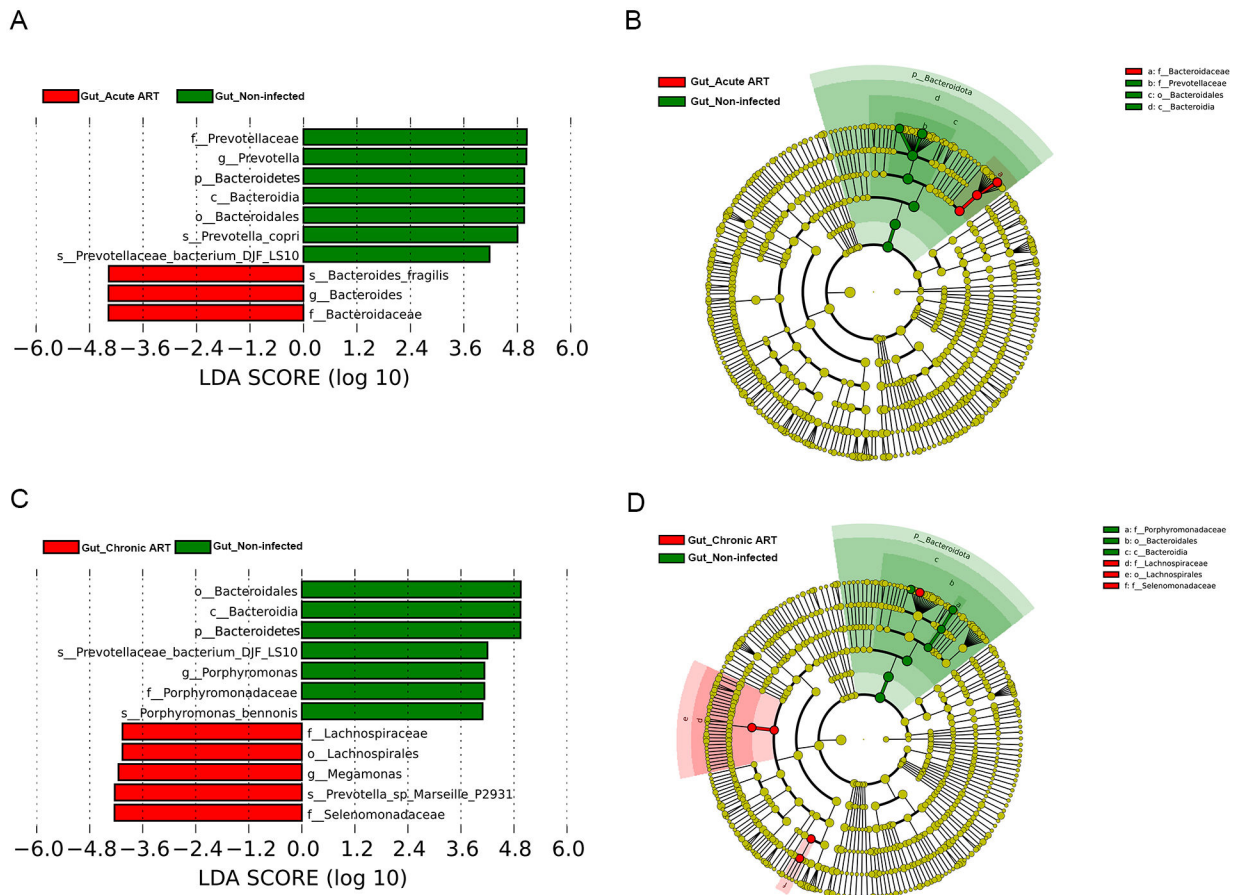 A
Gut_Acute ART Gut_Non-infected
f__Prevotellaceae
g__Prevotella
p__Bacteroidetes
c__Bacteroidia
o__Bacteroidales
s__Prevotella_copri
s__Prevotellaceae_bacterium_DJF_LS10
s__Bacteroides_fragilis
g__Bacteroides
f__Bacteroidaceae
−6.0 −4.8 −3.6 −2.4 −1.2 0.0 1.2 2.4 3.6 4.8 6.0
LDA SCORE (log 10)
B
Gut_Acute ART
Gut_Non-infected
p__Bacteroidota
d
c
b
a
a: f__Bacteroidaceae
b: f__Prevotellaceae
c: o__Bacteroidales
d: c__Bacteroidia
C
Gut_Chronic ART Gut_Non-infected
o__Bacteroidales
c__Bacteroidia
p__Bacteroidetes
s__Prevotellaceae_bacterium_DJF_LS10
g__Porphyromonas
f__Porphyromonadaceae
s__Porphyromonas_bennonis
f__Lachnospiraceae
o__Lachnospirales
g__Megamonas
s__Prevotella_sp_Marseille_P2931
f__Selenomonadaceae
−6.0 −4.8 −3.6 −2.4 −1.2 0.0 1.2 2.4 3.6 4.8 6.0
LDA SCORE (log 10)
D
Gut_Chronic ART
Gut_Non-infected
p__Bacteroidota
c
b
a
e
d
f
a: f__Porphyromonadaceae
b: o__Bacteroidales
c: c__Bacteroidia
d: f__Lachnospiraceae
e: o__Lachnospirales
f: f__Selenomonadaceae